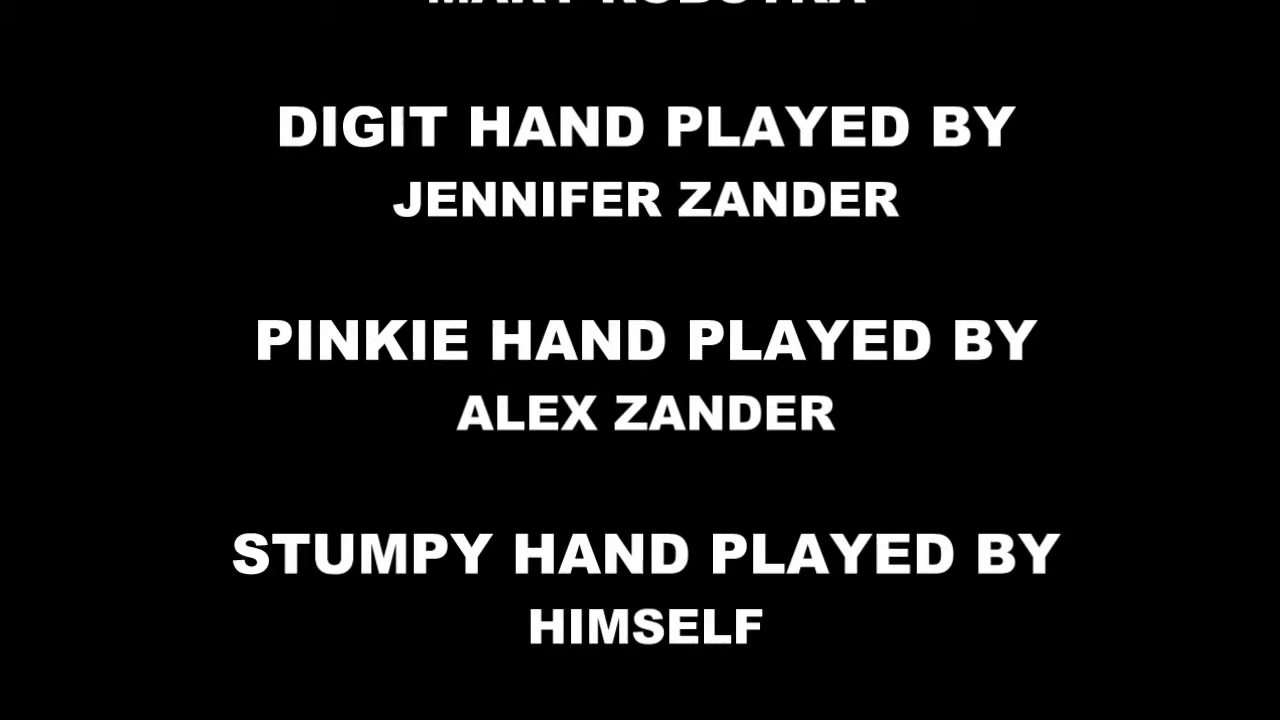 DIGIT HAND PLAYED BY
JENNIFER ZANDER
PINKIE HAND PLAYED BY
ALEX ZANDER
STUMPY HAND PLAYED BY
HIMSELF